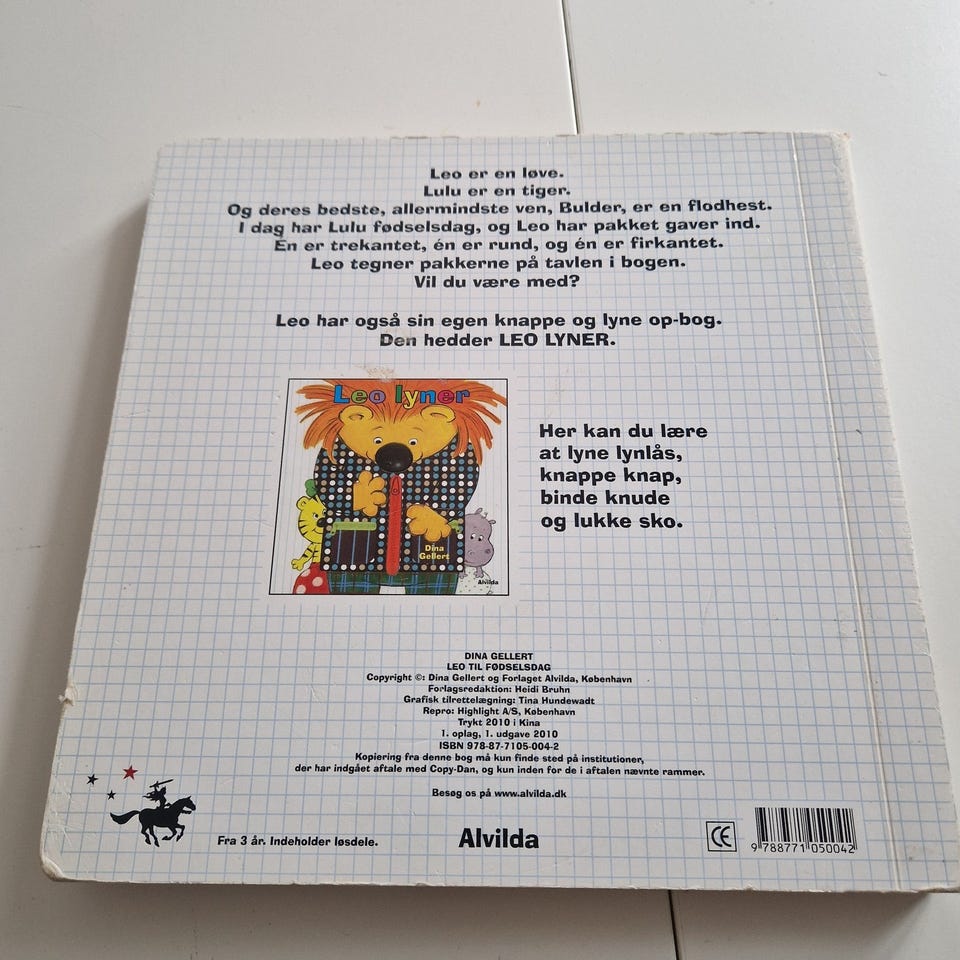 Leo er en løve.
Lulu er en tiger.
Og deres bedste, allermindste ven, Bulder, er en flodhest.
I dag har Lulu fødselsdag, og Leo har pakket gaver ind.
Én er trekantet, én er rund, og én er firkantet.
Leo tegner pakkerne på tavlen i bogen.
Vil du være med?
Leo har også sin egen knappe og lyne op-bog.
Den hedder LEO LYNER.
Leo lyner
Dina
Gellert
Alvilda
Her kan du lære
at lyne lynlås,
knappe knap,
binde knude
og lukke sko.
DINA GELLERT
LEO TIL FØDSELSDAG
Copyright ©: Dina Gellert og Forlaget Alvilda, København
Forlagsredaktion: Heidi Bruhn
Grafisk tilrettelægning: Tina Hundewadt
Repro: Highlight A/S, København
Trykt 2010 i Kina
1. oplag, 1. udgave 2010
ISBN 978-87-7105-004-2
Kopiering fra denne bog må kun finde sted på institutioner,
der har indgået aftale med Copy-Dan, og kun inden for de i aftalen nævnte rammer.
Besøg os på www.alvilda.dk
Fra 3 år. Indeholder løsdele.
Alvilda
CE
9 788771 050042